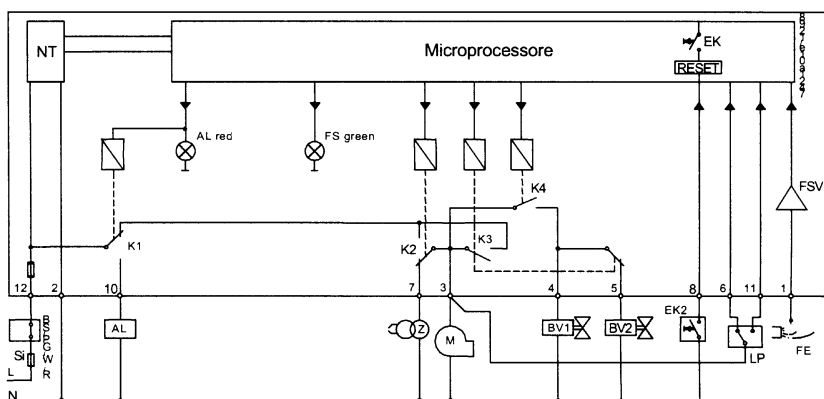 NT
Microprocessore
EK
RESET
AL red
FS green
FSV
K1
K2
K3
K4
12
2
10
7
3
4
5
8
6
11
1
Si
AL
Z
M
BV1
BV2
EK2
LP
FE
L
N